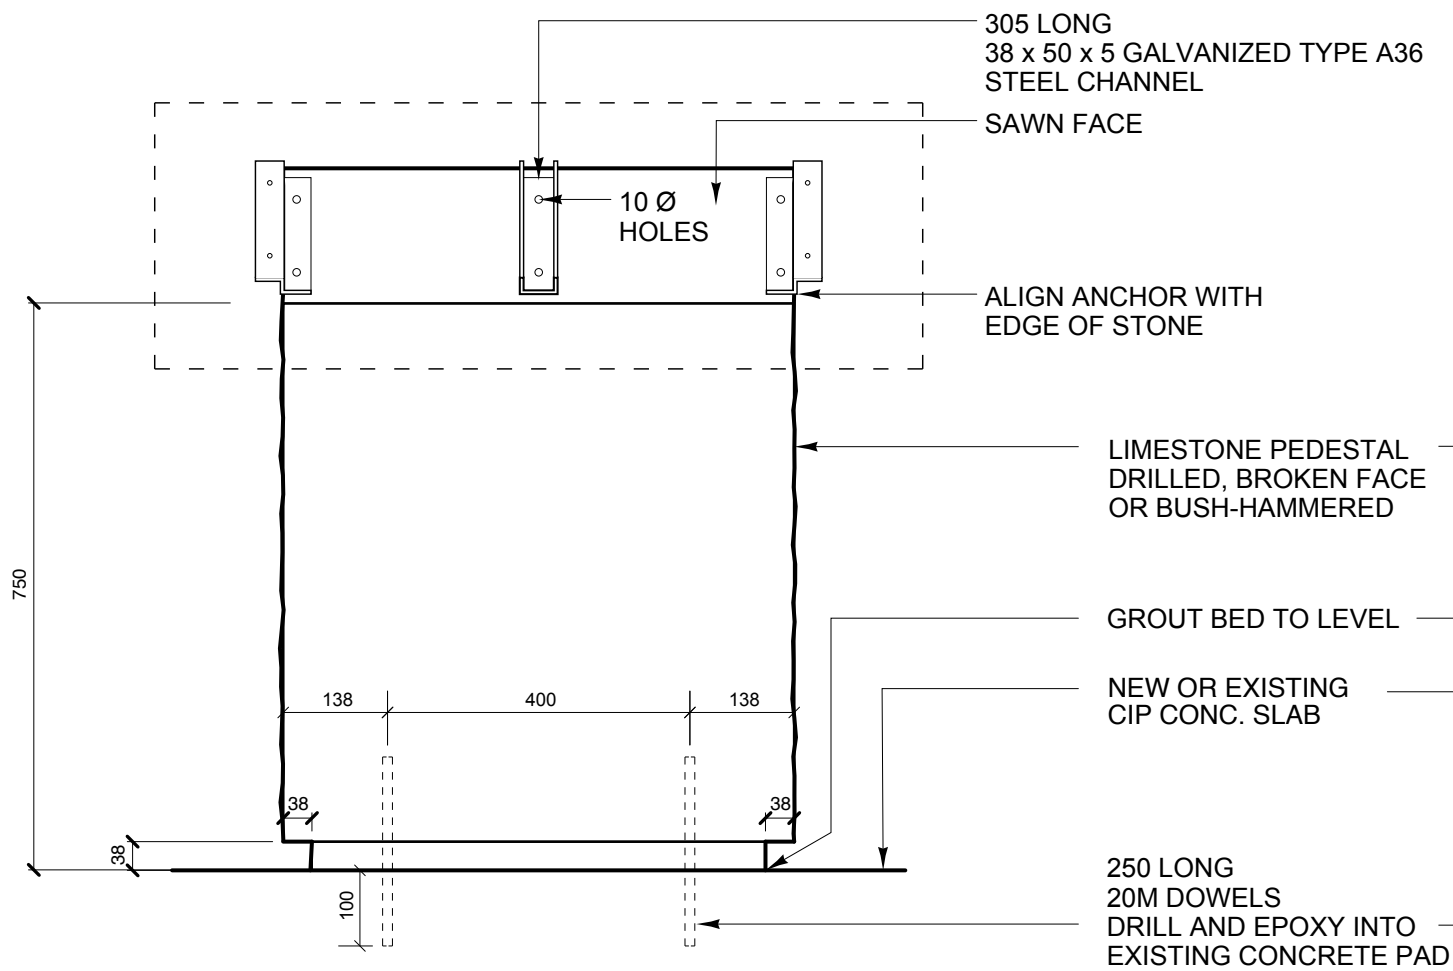 305 LONG
38 x 50 x 5 GALVANIZED TYPE A36
STEEL CHANNEL
SAWN FACE
10 Ø
HOLES
ALIGN ANCHOR WITH
EDGE OF STONE
LIMESTONE PEDESTAL
DRILLED, BROKEN FACE
OR BUSH-HAMMERED
750
GROUT BED TO LEVEL
138
400
138
NEW OR EXISTING
CIP CONC. SLAB
38
38
38
100
250 LONG
20M DOWELS
DRILL AND EPOXY INTO
EXISTING CONCRETE PAD